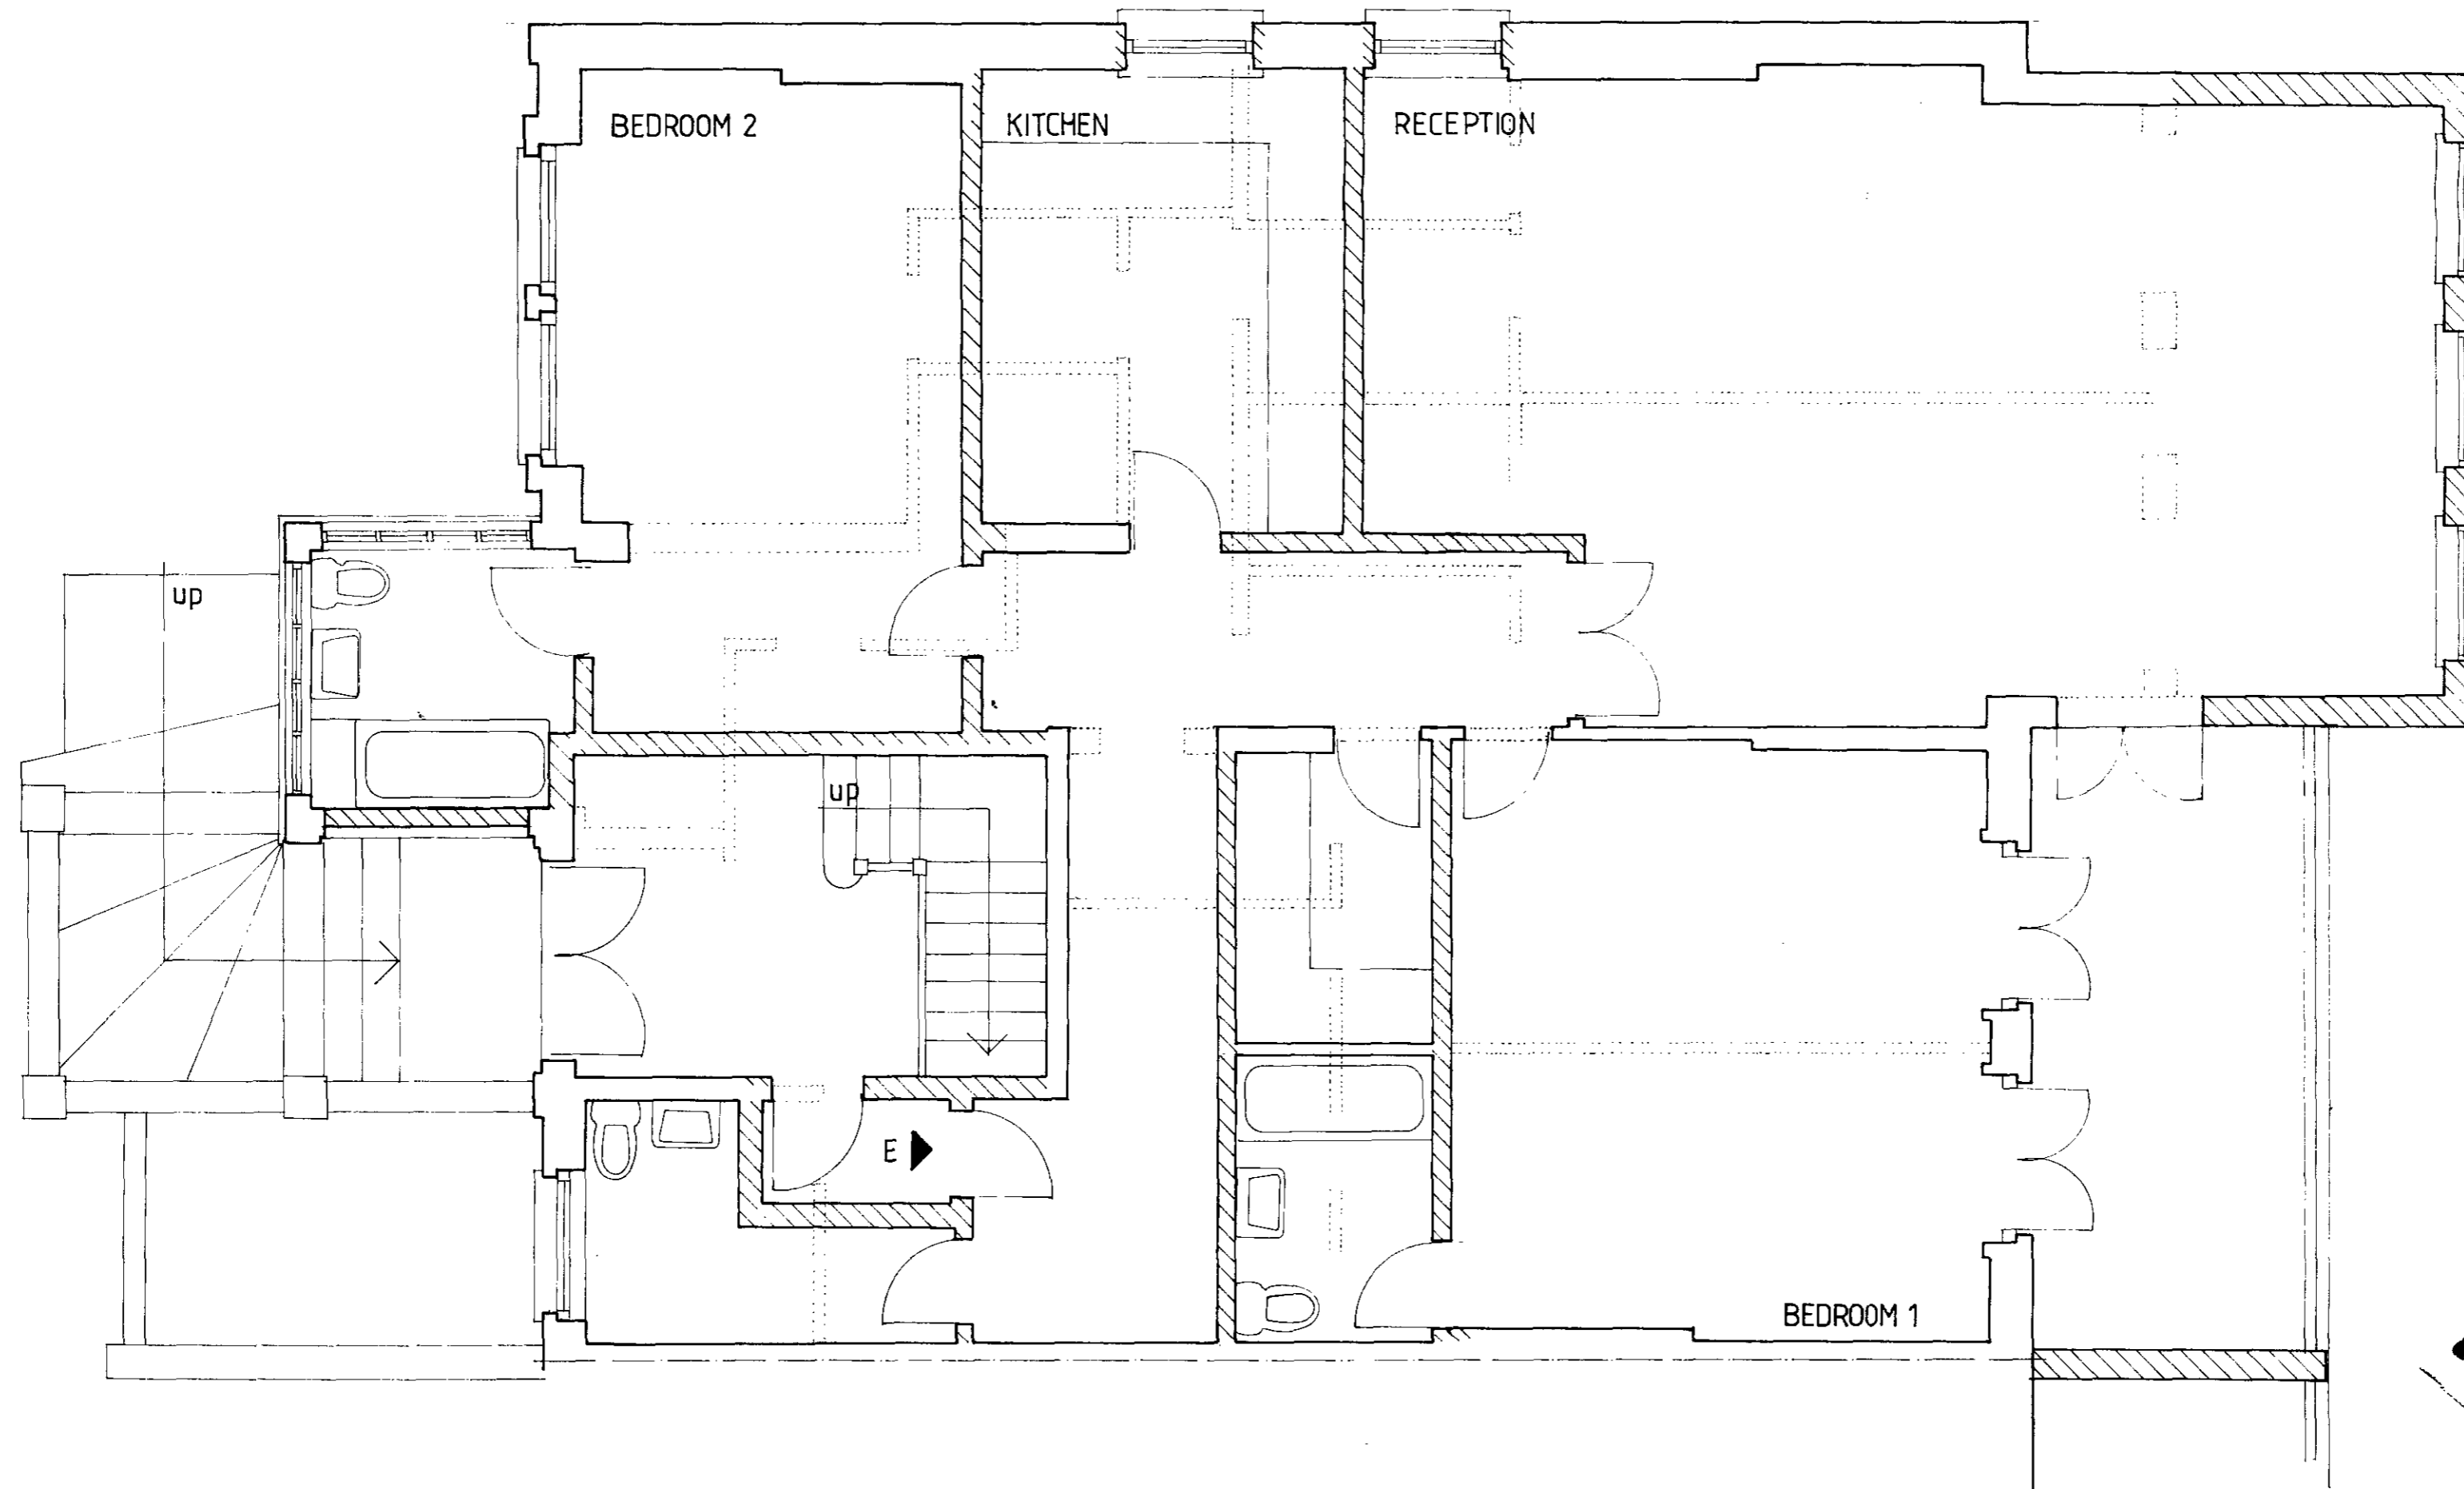 BEDROOM 2
KITCHEN
RECEPTION
up
up
E
BEDROOM 1